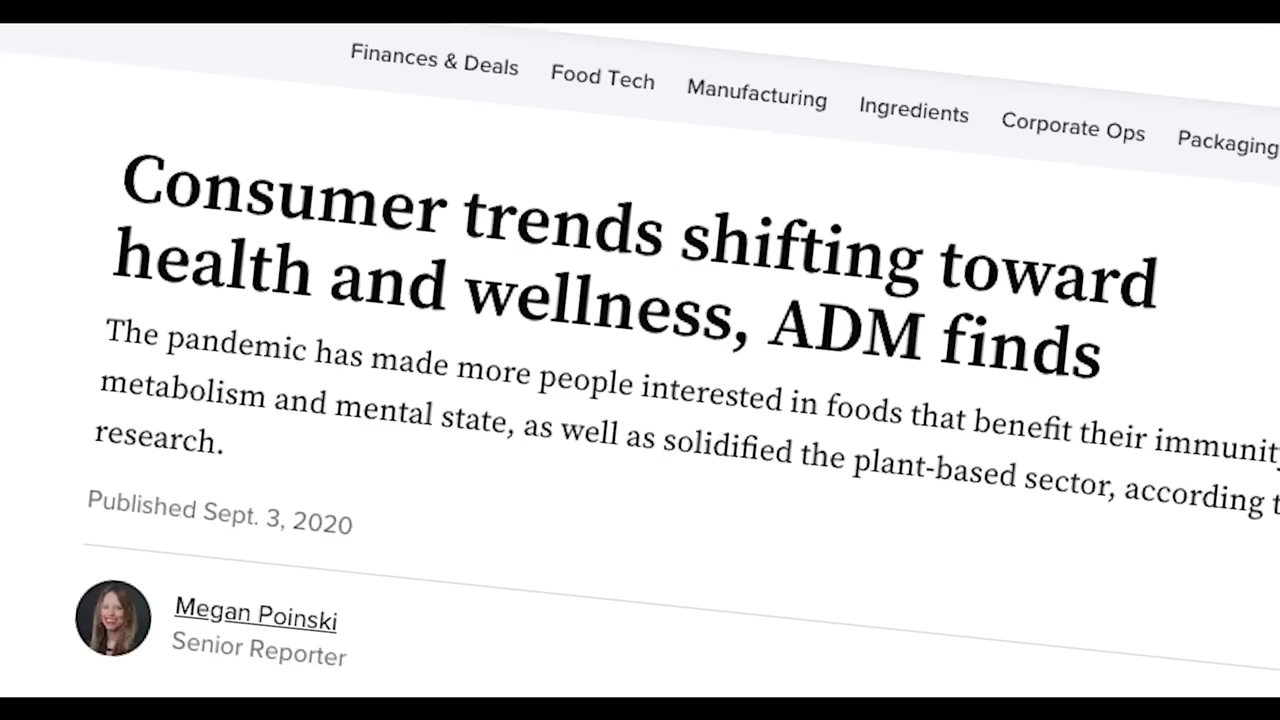 Finances & Deals Food Tech Manufacturing Ingredients Corporate Ops Packaging
Consumer trends shifting toward
health and wellness, ADM finds
The pandemic has made more people interested in foods that benefit their immunity
metabolism and mental state, as well as solidified the plant-based sector, according
research.
Published Sept. 3, 2020
Megan Poinski
Senior Reporter